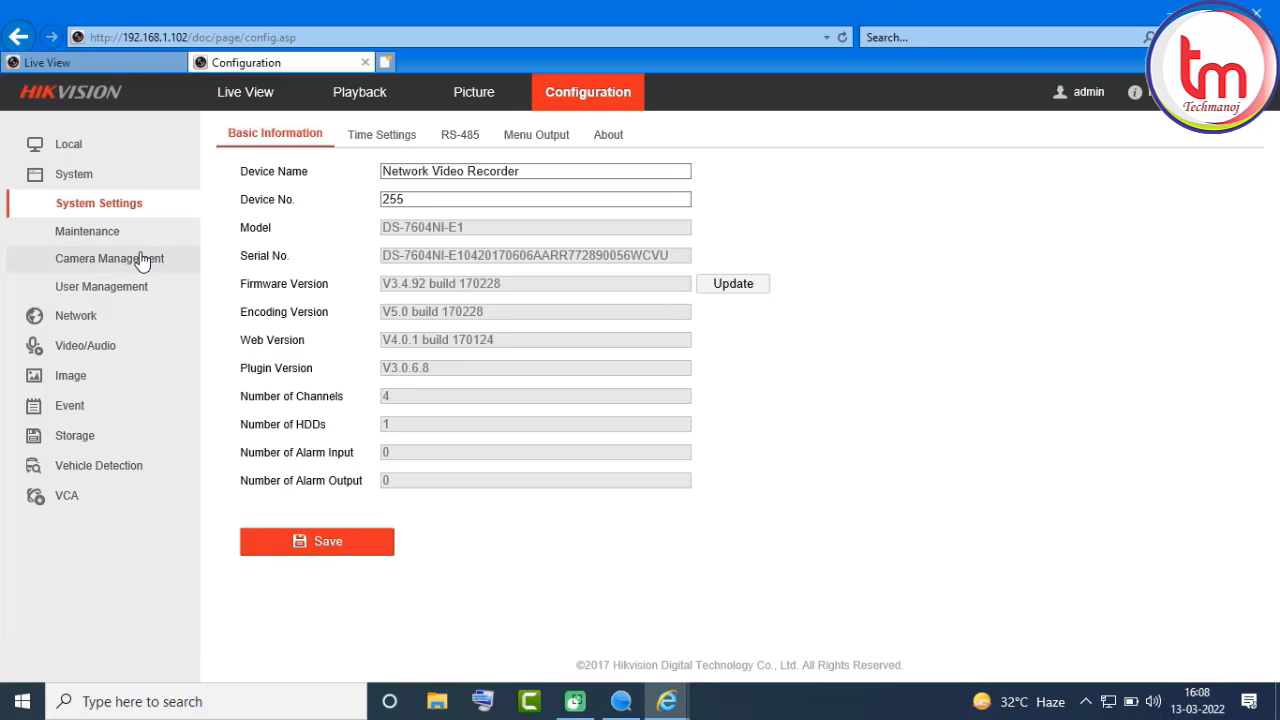 http://192.168.1.102/doc/page/config.asp
Search...
Live View
Configuration
tm
Techmanoj
HIKVISION
Live View
Playback
Picture
Configuration
admin
Local
System
System Settings
Maintenance
Camera Management
User Management
Network
Video/Audio
Image
Event
Storage
Vehicle Detection
VCA
Basic Information
Time Settings
RS-485
Menu Output
About
Device Name Network Video Recorder
Device No. 255
Model DS-7604NI-E1
Serial No. DS-7604NI-E10420170606AARR772890056WCVU
Firmware Version V3.4.92 build 170228 Update
Encoding Version V5.0 build 170228
Web Version V4.0.1 build 170124
Plugin Version V3.0.6.8
Number of Channels 4
Number of HDDs 1
Number of Alarm Input 0
Number of Alarm Output 0
Save
©2017 Hikvision Digital Technology Co., Ltd. All Rights Reserved.
Type here to search
32°C Haze
16:08
13-03-2022